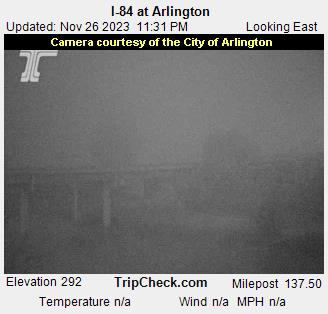 I-84 at Arlington
Updated: Nov 26 2023 11:31 PM Looking East
Camera courtesy of the City of Arlington
Elevation 292 TripCheck.com Milepost 137.50
Temperature n/a Wind n/a MPH n/a